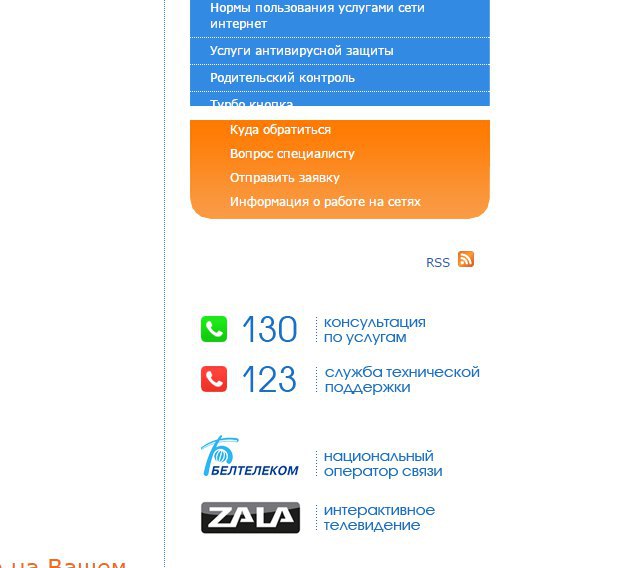 Нормы пользования услугами сети
интернет
Услуги антивирусной защиты
Родительский контроль
Турбо кнопка
Куда обратиться
Вопрос специалисту
Отправить заявку
Информация о работе на сетях
RSS
130
консультация
по услугам
123
служба технической
поддержки
БЕЛТЕЛЕКОМ
национальный
оператор связи
ZALA
интерактивное
телевидение
на Вашем